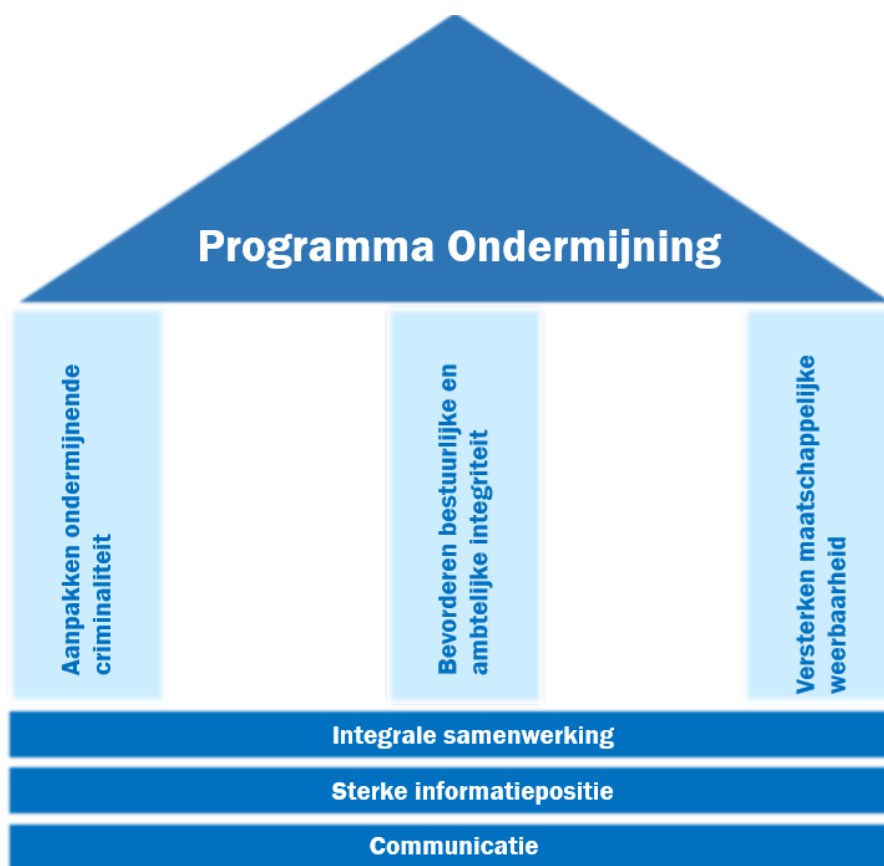 Programma Ondermijning
Aanpakken ondermijnende
criminaliteit
Bevorderen bestuurlijke en
ambtelijke integriteit
Versterken maatschappelijke
weerbaarheid
Integrale samenwerking
Sterke informatiepositie
Communicatie